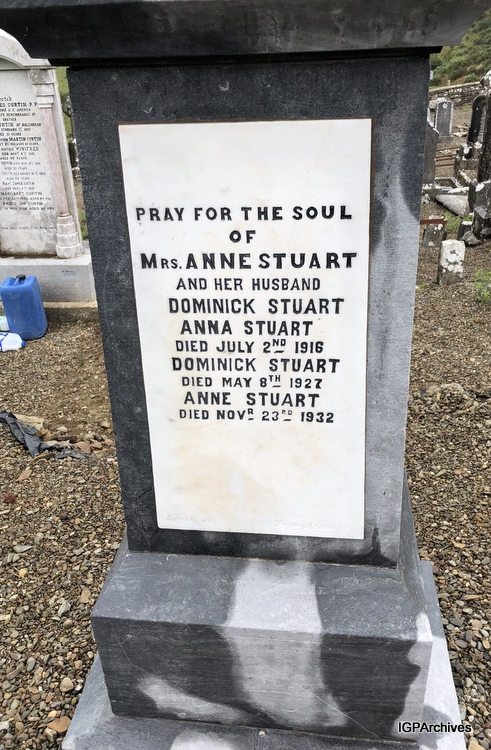 PRAY FOR THE SOUL
OF
MRS. ANNE STUART
AND HER HUSBAND
DOMINICK STUART
ANNA STUART
DIED JULY 2ND 1916
DOMINICK STUART
DIED MAY 8TH 1927
ANNE STUART
DIED NOVR 23RD 1932
IGPArchives